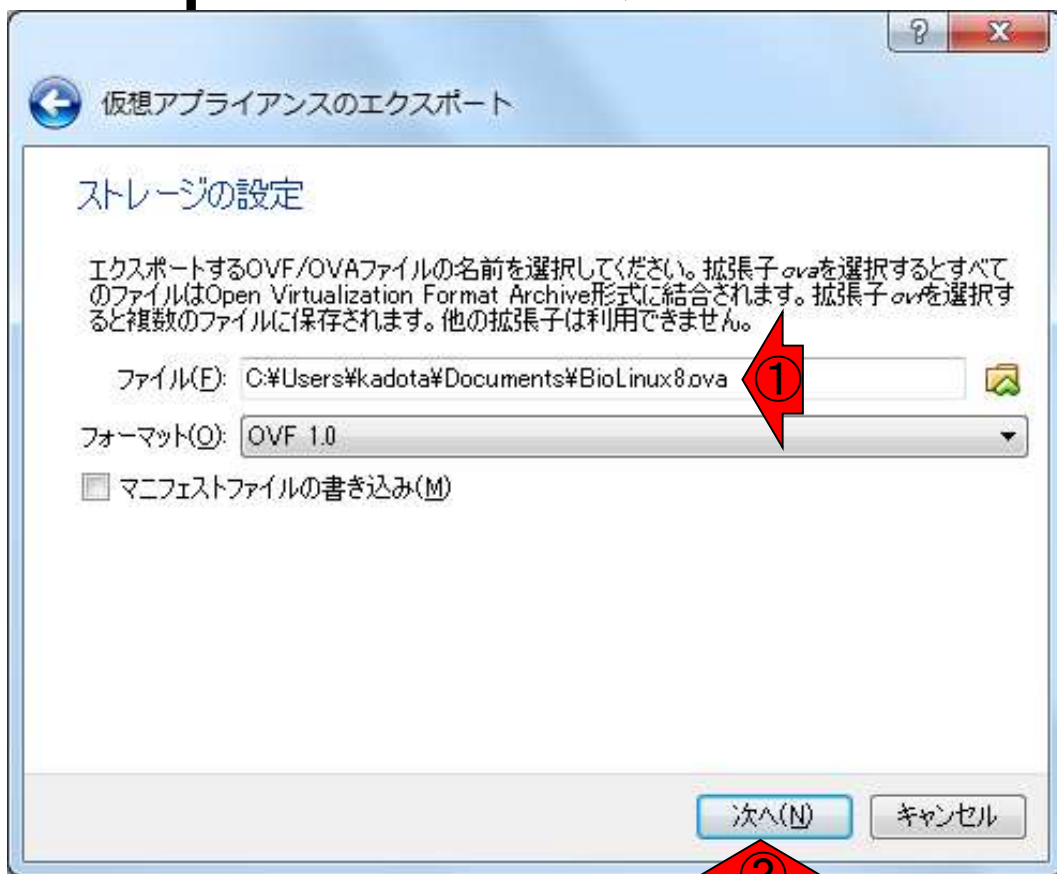 仮想アプライアンスのエクスポート
ストレージの設定
エクスポートするOVF/OVAファイルの名前を選択してください。拡張子 ovaを選択するとすべて
のファイルはOpen Virtualization Format Archive形式に結合されます。拡張子 ovfを選択す
ると複数のファイルに保存されます。他の拡張子は利用できません。
ファイル(F): C:¥Users¥kadota¥Documents¥BioLinux8.ova ①
フォーマット(O): OVF 1.0
マニフェストファイルの書き込み(M)
次へ(N) キャンセル
②